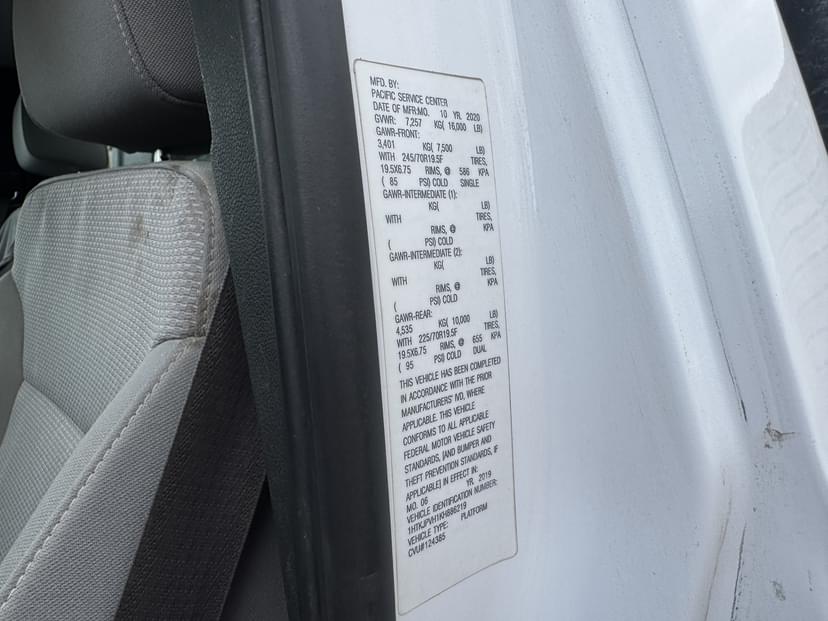 MFD. BY:
PACIFIC SERVICE CENTER
DATE OF MFR:MO. 10 YR. 2020
GVWR: 7,257 KG( 16,000 LB)
GAWR-FRONT:
3,401 KG( 7,500 LB)
WITH 245/70R19.5F TIRES,
19.5X6.75 RIMS, @ 586 KPA
( 85 PSI) COLD SINGLE
GAWR-INTERMEDIATE (1):
KG( LB)
WITH TIRES,
RIMS, @ KPA
( PSI) COLD
GAWR-INTERMEDIATE (2):
KG( LB)
WITH TIRES,
RIMS, @ KPA
( PSI) COLD
GAWR-REAR:
4,535 KG( 10,000 LB)
WITH 225/70R19.5F TIRES,
19.5X6.75 RIMS, @ 655 KPA
( 95 PSI) COLD DUAL
THIS VEHICLE HAS BEEN COMPLETED
IN ACCORDANCE WITH THE PRIOR
MANUFACTURERS' IVD, WHERE
APPLICABLE. THIS VEHICLE
CONFORMS TO ALL APPLICABLE
FEDERAL MOTOR VEHICLE SAFETY
STANDARDS, [AND BUMPER AND
THEFT PREVENTION STANDARDS, IF
APPLICABLE] IN EFFECT IN:
MO. 06 YR. 2019
VEHICLE IDENTIFICATION NUMBER:
1HTKJPVH1KH886219
VEHICLE TYPE: PLATFORM
CVU#124385